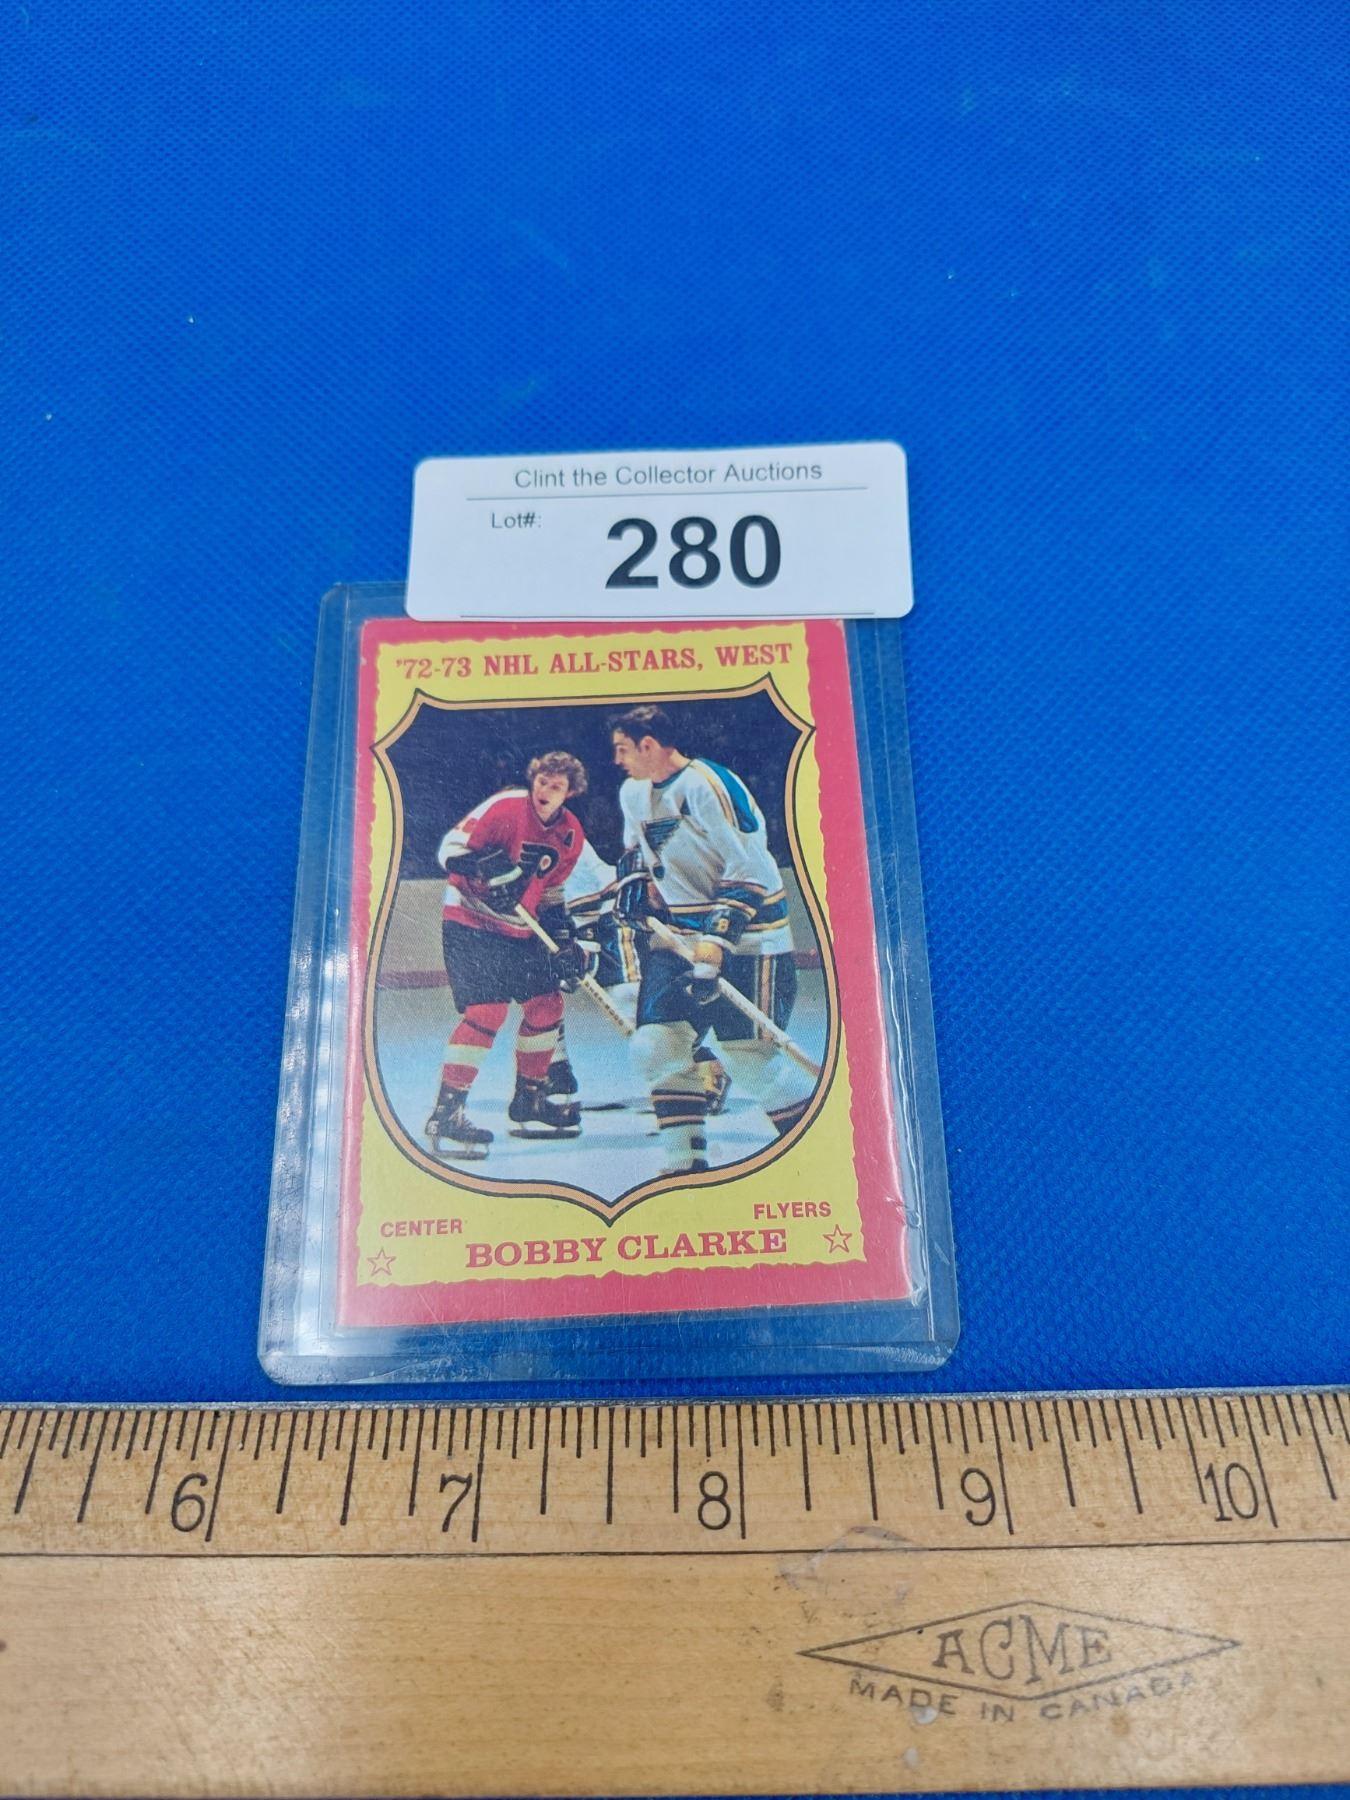 Clint the Collector Auctions
Lot#:
280
'72-73 NHL ALL-STARS, WEST
CENTER
FLYERS
BOBBY CLARKE
6 7 8 9 10
ACME
MADE IN CANADA